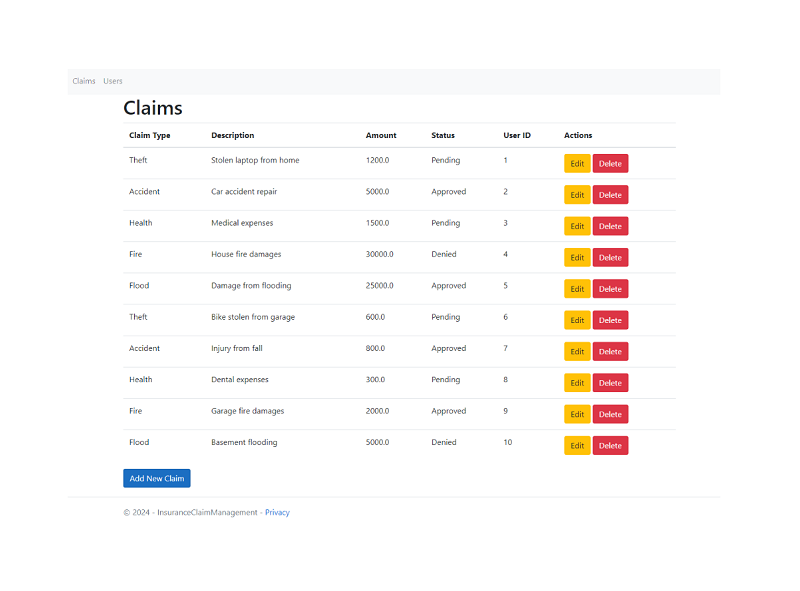 Claims Users
Claims
Claim Type Description Amount Status User ID Actions
Theft Stolen laptop from home 1200.0 Pending 1 Edit Delete
Accident Car accident repair 5000.0 Approved 2 Edit Delete
Health Medical expenses 1500.0 Pending 3 Edit Delete
Fire House fire damages 30000.0 Denied 4 Edit Delete
Flood Damage from flooding 25000.0 Approved 5 Edit Delete
Theft Bike stolen from garage 600.0 Pending 6 Edit Delete
Accident Injury from fall 800.0 Approved 7 Edit Delete
Health Dental expenses 300.0 Pending 8 Edit Delete
Fire Garage fire damages 2000.0 Approved 9 Edit Delete
Flood Basement flooding 5000.0 Denied 10 Edit Delete
Add New Claim
© 2024 - InsuranceClaimManagement - Privacy